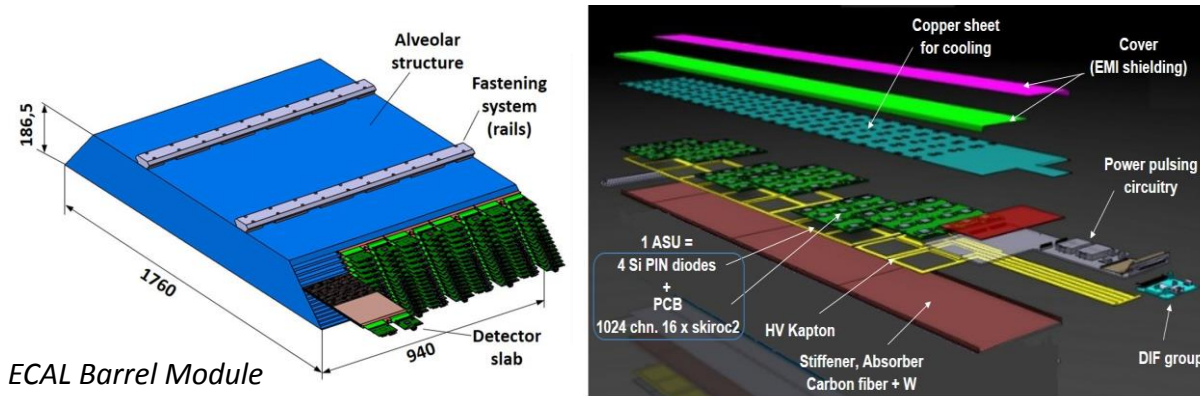 Alveolar
structure
Fastening
system
(rails)
186,5
1760
940
Detector
slab
ECAL Barrel Module
Copper sheet
for cooling
Cover
(EMI shielding)
Power pulsing
circuitry
1 ASU =
4 Si PIN diodes
+
PCB
1024 chn. 16 x skiroc2
HV Kapton
Stiffener, Absorber
Carbon fiber + W
DIF group